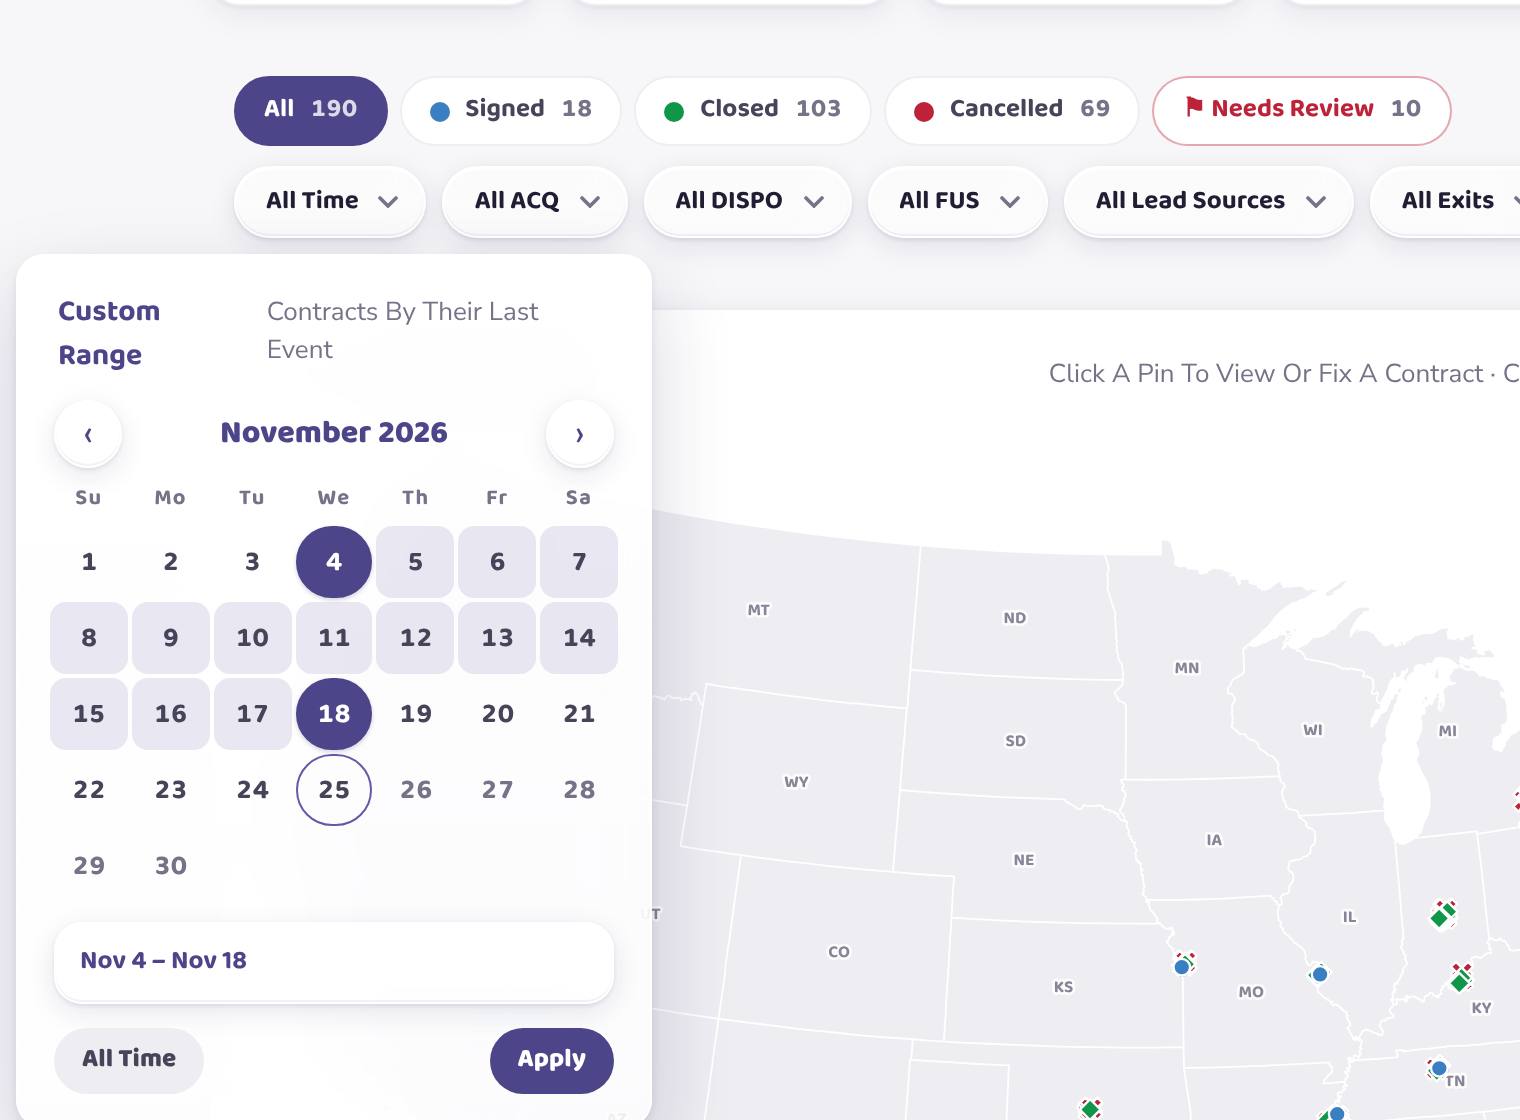 All 190
Signed 18
Closed 103
Cancelled 69
Needs Review 10
All Time
All ACQ
All DISPO
All FUS
All Lead Sources
All Exits
Custom
Range
Contracts By Their Last
Event
Click A Pin To View Or Fix A Contract · C
‹ November 2026 ›
Su Mo Tu We Th Fr Sa
1 2 3 4 5 6 7
8 9 10 11 12 13 14
15 16 17 18 19 20 21
22 23 24 25 26 27 28
29 30
Nov 4 – Nov 18
All Time
Apply
MT
ND
MN
WI
MI
SD
WY
IA
NE
UT
IL
CO
KS
MO
KY
TN
AZ